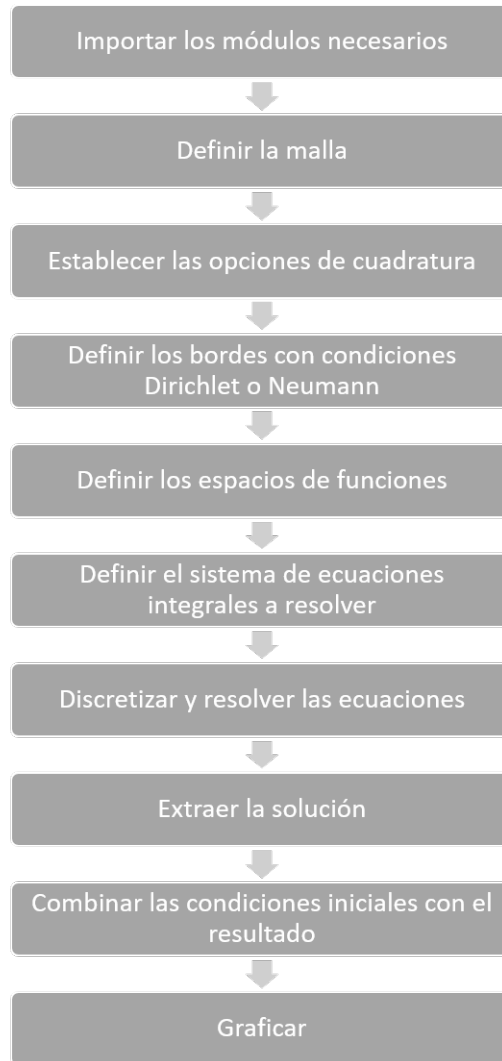 Importar los módulos necesarios
Definir la malla
Establecer las opciones de cuadratura
Definir los bordes con condiciones
Dirichlet o Neumann
Definir los espacios de funciones
Definir el sistema de ecuaciones
integrales a resolver
Discretizar y resolver las ecuaciones
Extraer la solución
Combinar las condiciones iniciales con el
resultado
Graficar